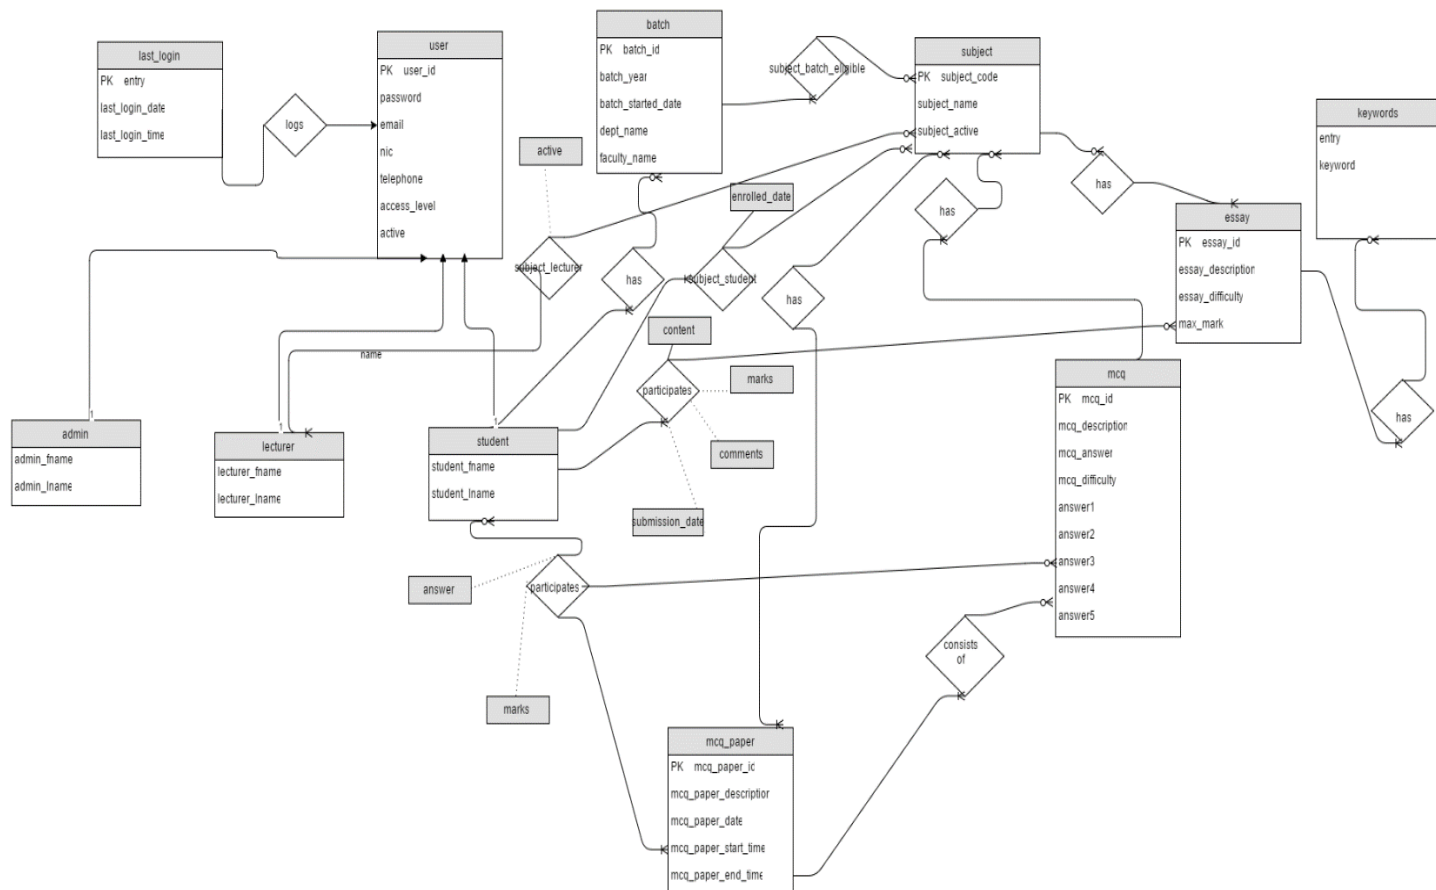 last_login
PK entry
last_login_date
last_login_time
logs
user
PK user_id
password
email
nic
telephone
access_level
active
batch
PK batch_id
batch_year
batch_started_date
dept_name
faculty_name
subject_batch_eligible
subject
PK subject_code
subject_name
subject_active
keywords
entry
keyword
active
enrolled_date
has
has
essay
PK essay_id
essay_description
essay_difficulty
max_mark
subject_lecturer
has
subject_student
has
content
name
marks
participates
mcq
PK mcq_id
mcq_description
mcq_answer
mcq_difficulty
answer1
answer2
answer3
answer4
answer5
has
1
admin
admin_fname
admin_lname
1
lecturer
lecturer_fname
lecturer_lname
1
student
student_fname
student_lname
comments
submission_date
answer
participates
marks
consists
of
mcq_paper
PK mcq_paper_id
mcq_paper_description
mcq_paper_date
mcq_paper_start_time
mcq_paper_end_time